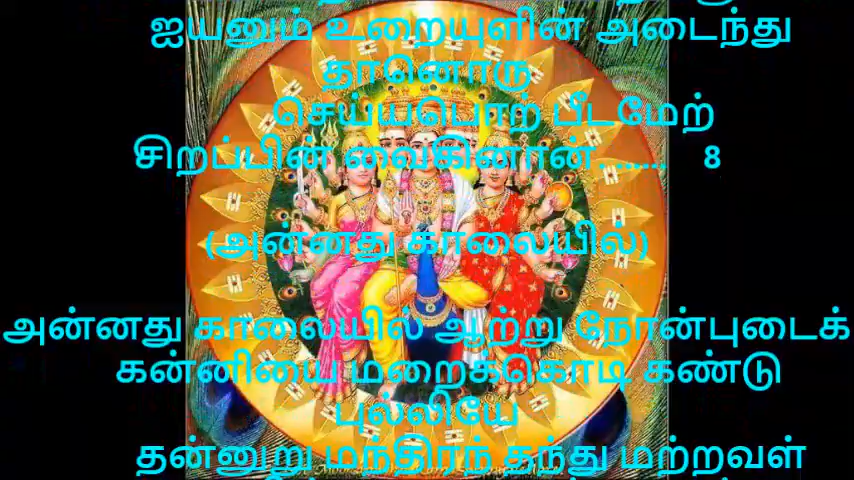 ஐயனும் உறையுளின் அடைந்து
தானொரு
செய்யபொற் பீடமேற்
சிறப்பின் வைகினான்....... 8
(அன்னது காலையில்)
அன்னது காலையில் ஆற்று நோன்புடைக்
கன்னியை மறைக்கொடி கண்டு
புல்லியே
தன்னுறு மந்திரந் தந்து மற்றவள்